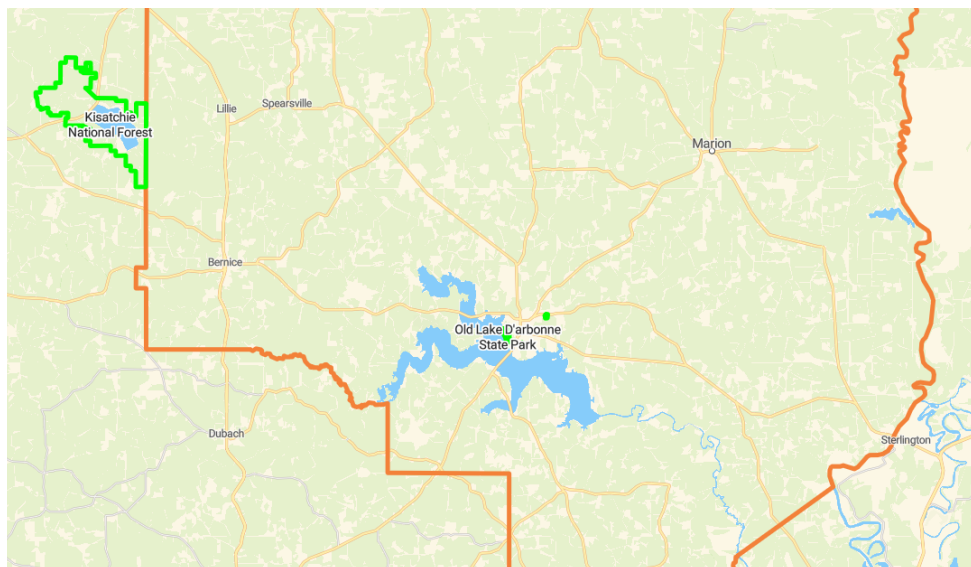 Kisatchie
National Forest
Lillie
Spearsville
Marion
Bernice
Old Lake D'arbonne
State Park
Dubach
Sterlington